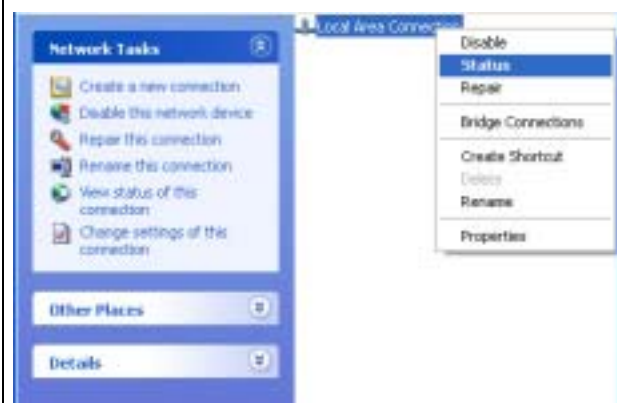 Network Tasks
Create a new connection
Disable this network device
Repair this connection
Rename this connection
View status of this
connection
Change settings of this
connection
Other Places
Details
Local Area Connection
Disable
Status
Repair
Bridge Connections
Create Shortcut
Delete
Rename
Properties